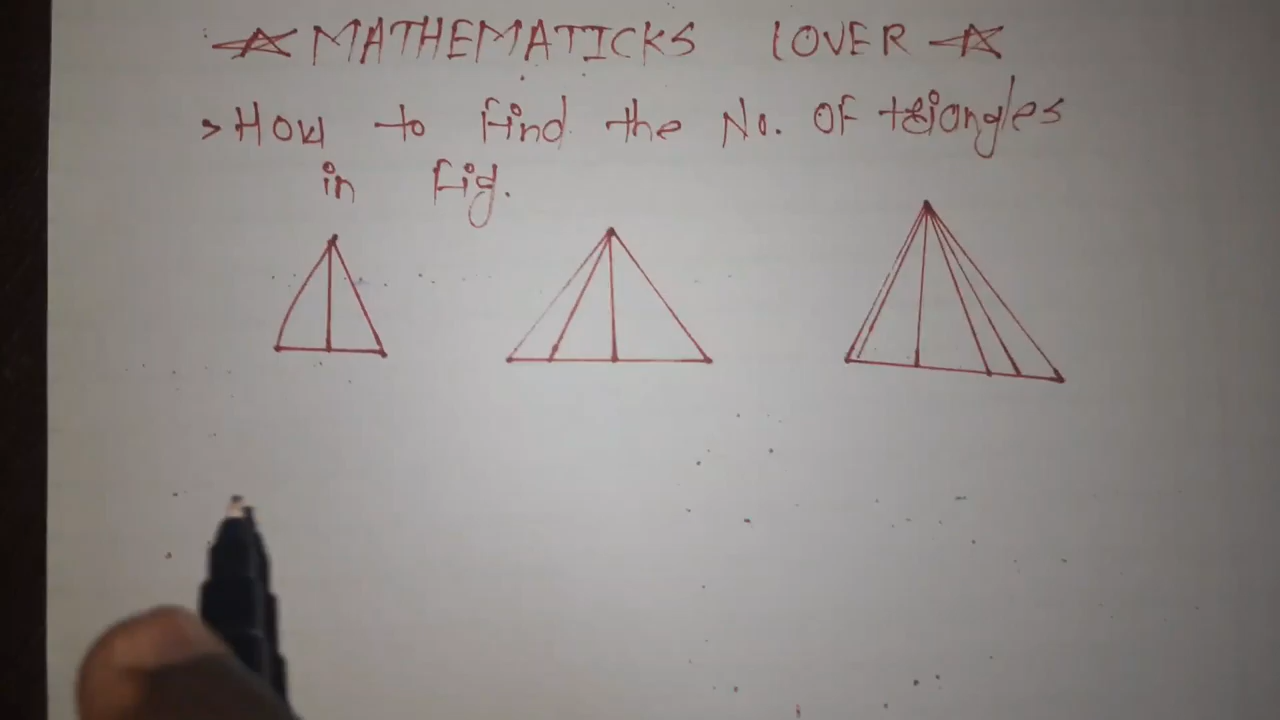 ☆ MATHEMATICKS LOVER ☆
> How to find the No. of triangles
in fig.